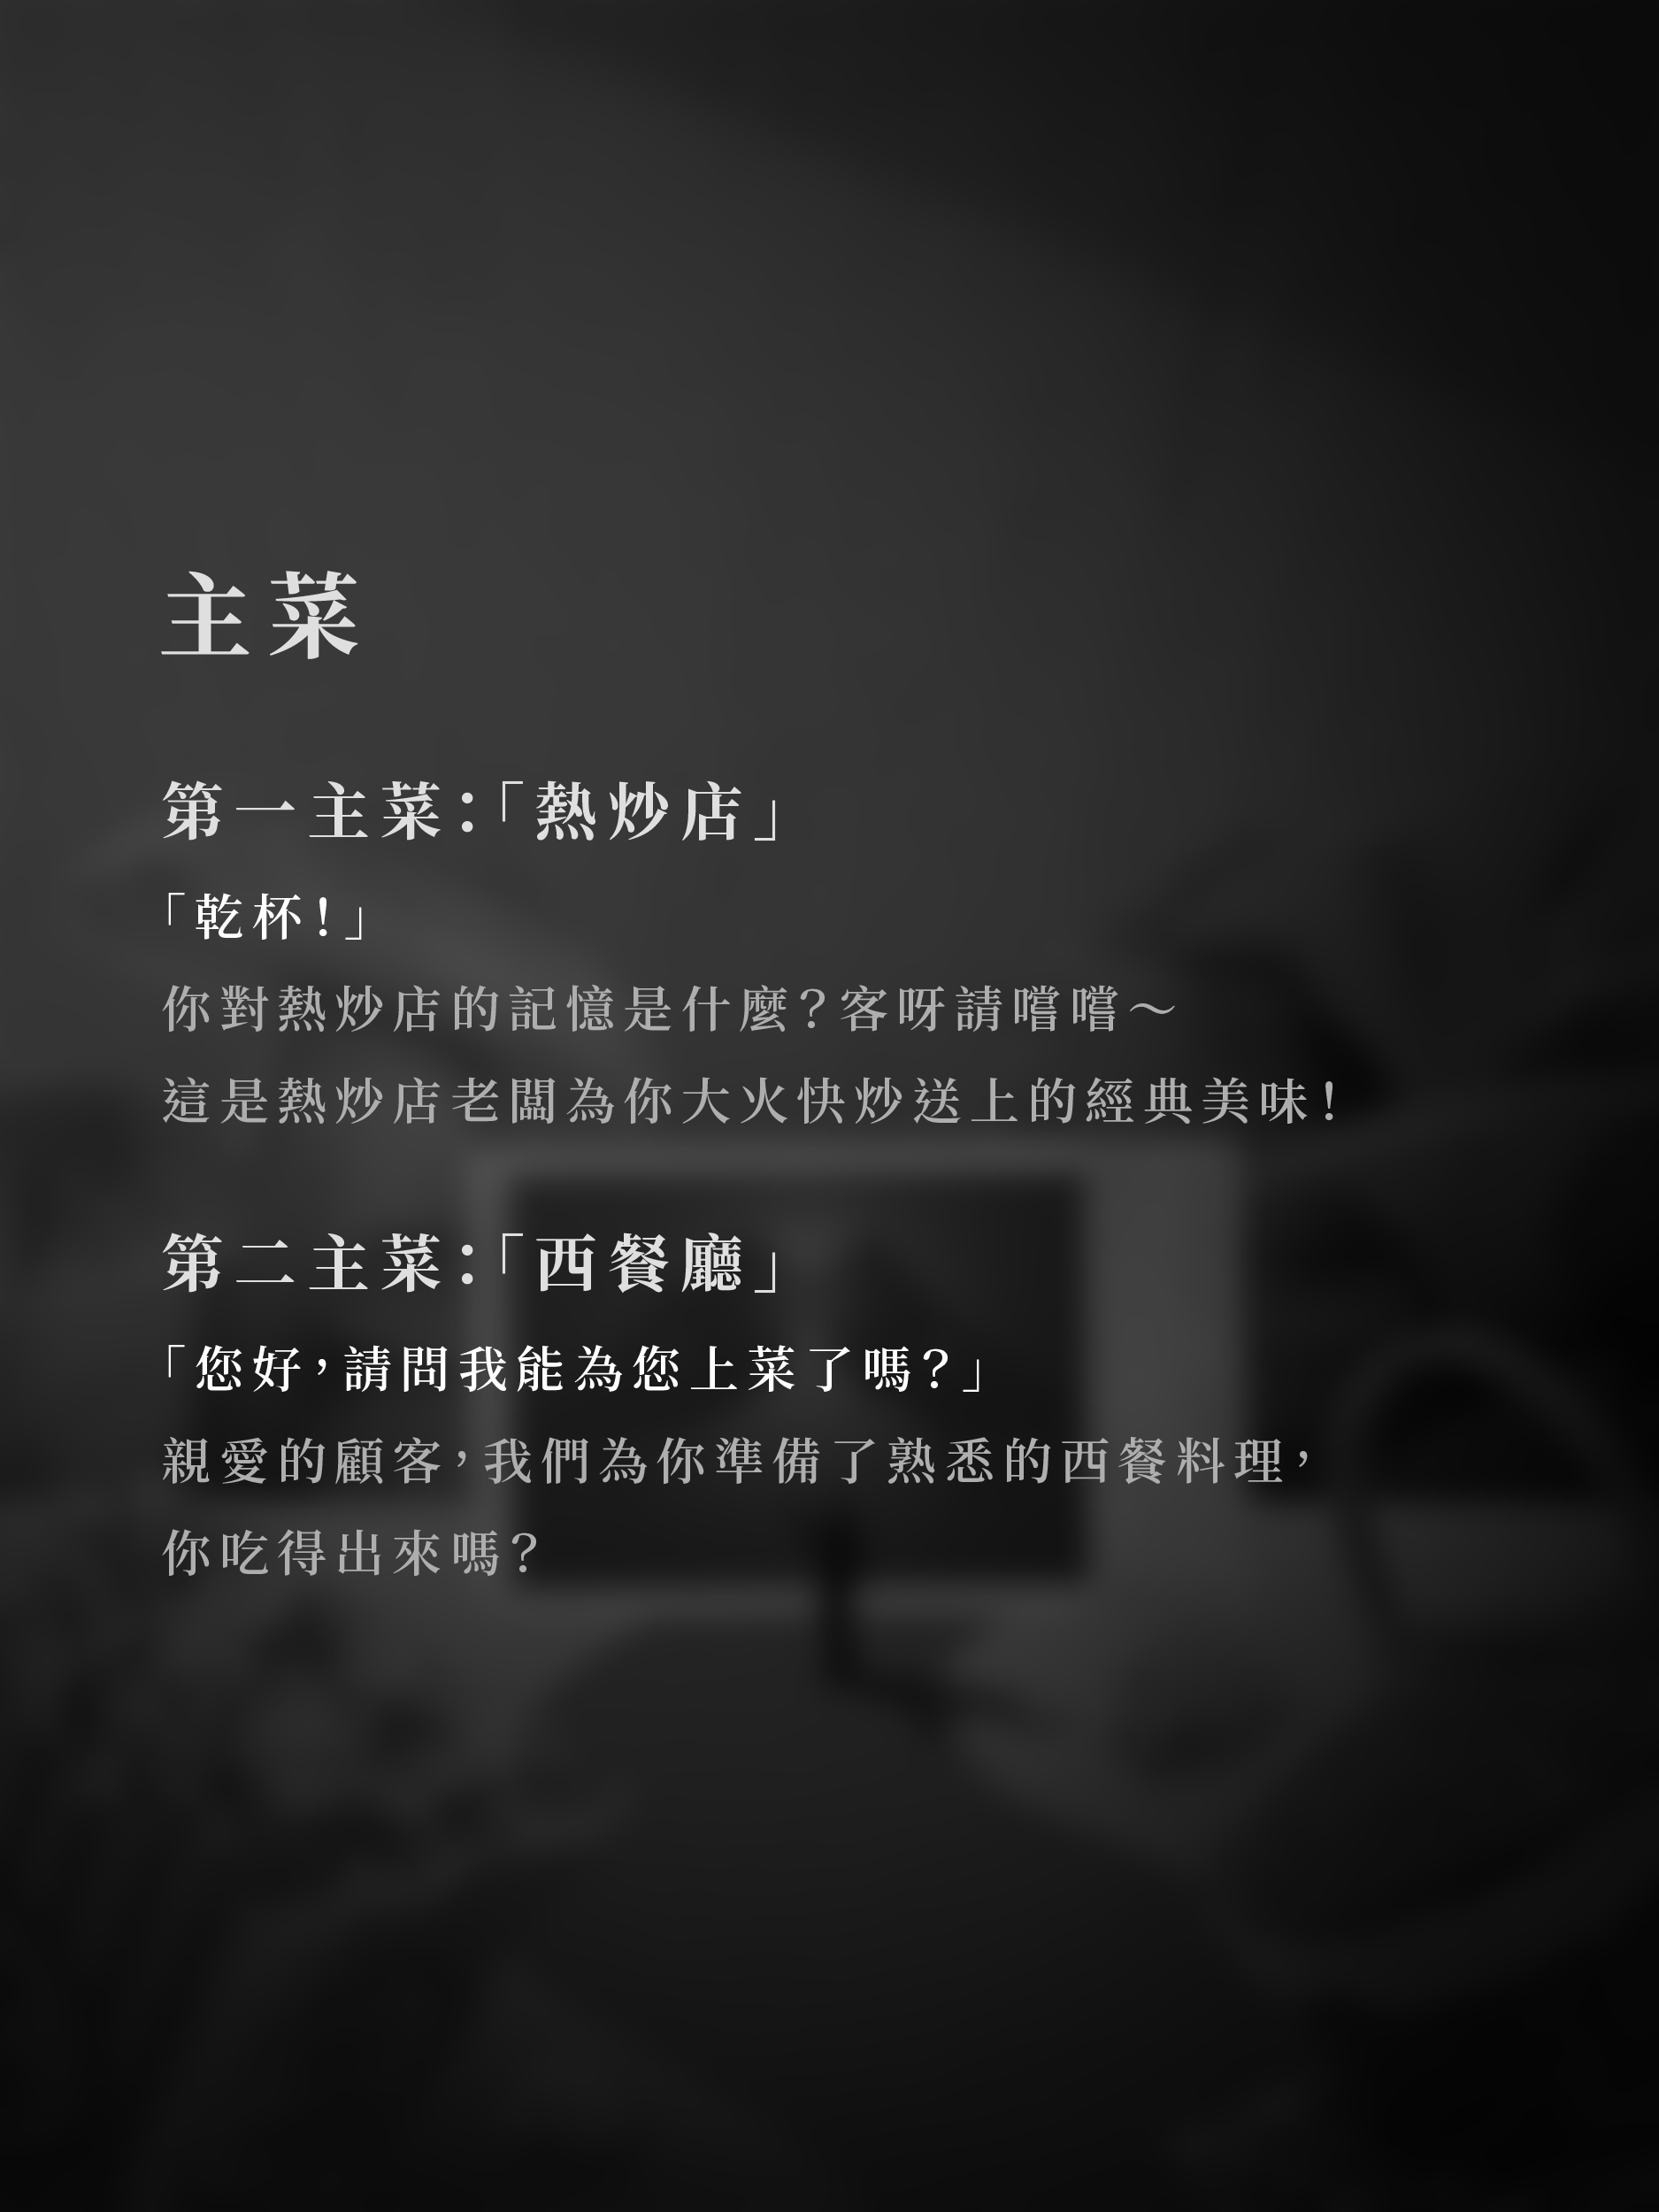 主菜
第一主菜：「熱炒店」
「乾杯！」
你對熱炒店的記憶是什麼？客呀請嚐嚐～
這是熱炒店老闆為你大火快炒送上的經典美味！
第二主菜：「西餐廳」
「您好，請問我能為您上菜了嗎？」
親愛的顧客，我們為你準備了熟悉的西餐料理，
你吃得出來嗎？